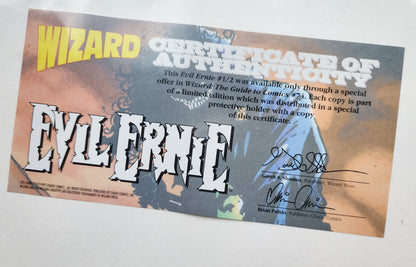 WIZARD
CERTIFICATE OF
AUTHENTICITY
This Evil Ernie #1/2 was available only through a special
offer in Wizard: The Guide to Comics #74. Each copy is part
of a limited edition which was distributed in a special
protective holder with a copy
of this certificate.
EVIL ERNIE
Publisher, Wizard Press
Brian Pulido, Publisher, Chaos! Comics